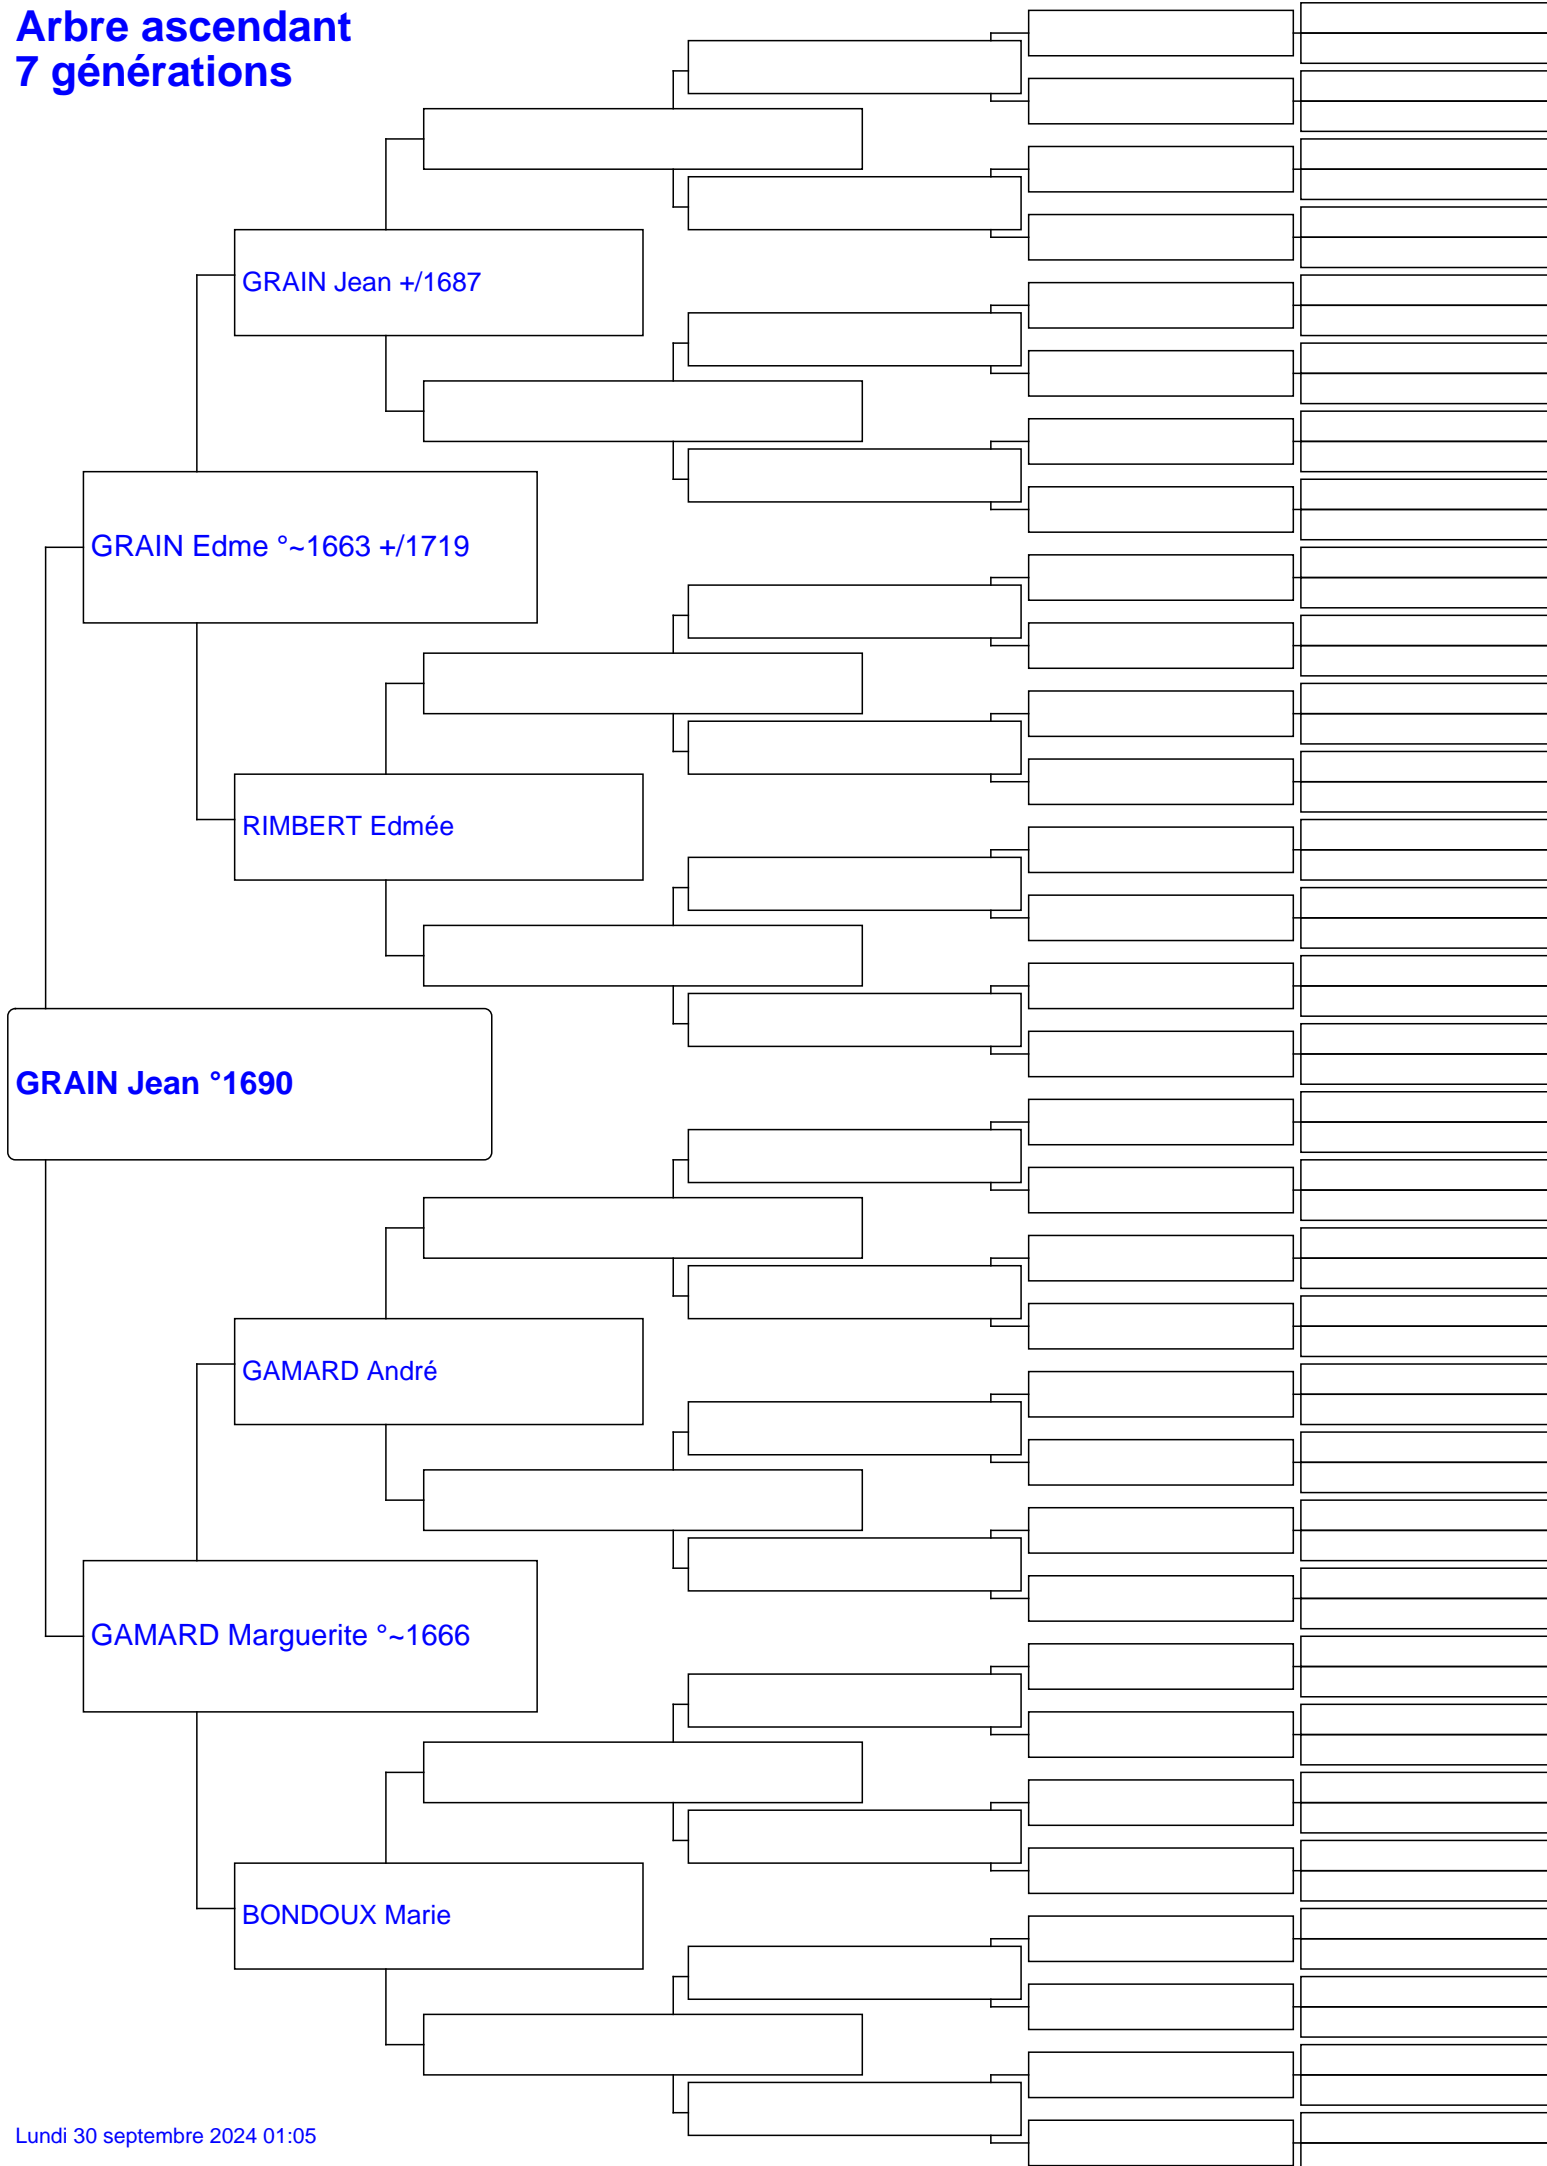 Arbre ascendant
7 générations
GRAIN Jean +/1687
GRAIN Edme °~1663 +/1719
RIMBERT Edmée
GRAIN Jean °1690
GAMARD André
GAMARD Marguerite °~1666
BONDOUX Marie
Lundi 30 septembre 2024 01:05